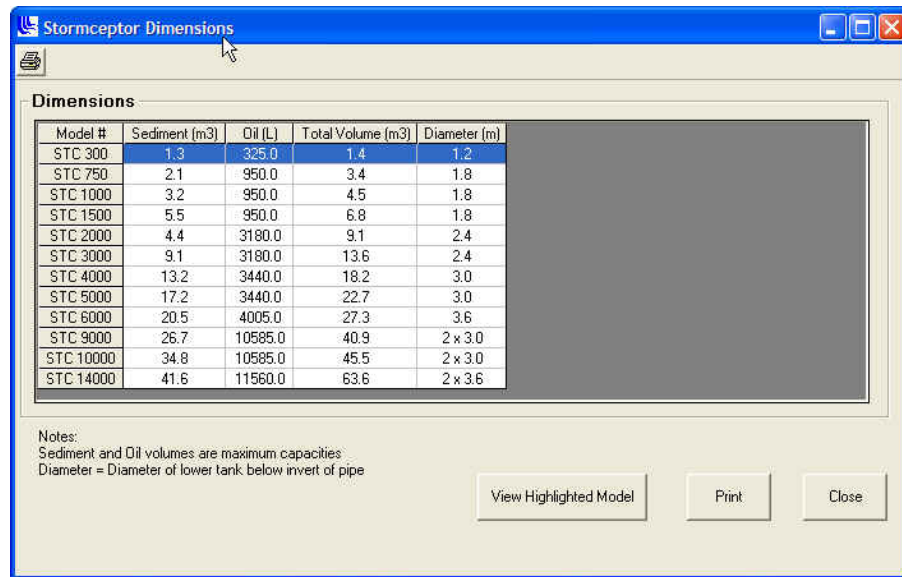 Stormceptor Dimensions
Dimensions
Model # Sediment (m3) Oil (L) Total Volume (m3) Diameter (m)
STC 300 1.3 325.0 1.4 1.2
STC 750 2.1 950.0 3.4 1.8
STC 1000 3.2 950.0 4.5 1.8
STC 1500 5.5 950.0 6.8 1.8
STC 2000 4.4 3180.0 9.1 2.4
STC 3000 9.1 3180.0 13.6 2.4
STC 4000 13.2 3440.0 18.2 3.0
STC 5000 17.2 3440.0 22.7 3.0
STC 6000 20.5 4005.0 27.3 3.6
STC 9000 26.7 10585.0 40.9 2 x 3.0
STC 10000 34.8 10585.0 45.5 2 x 3.0
STC 14000 41.6 11560.0 63.6 2 x 3.6
Notes:
Sediment and Oil volumes are maximum capacities
Diameter = Diameter of lower tank below invert of pipe
View Highlighted Model Print Close